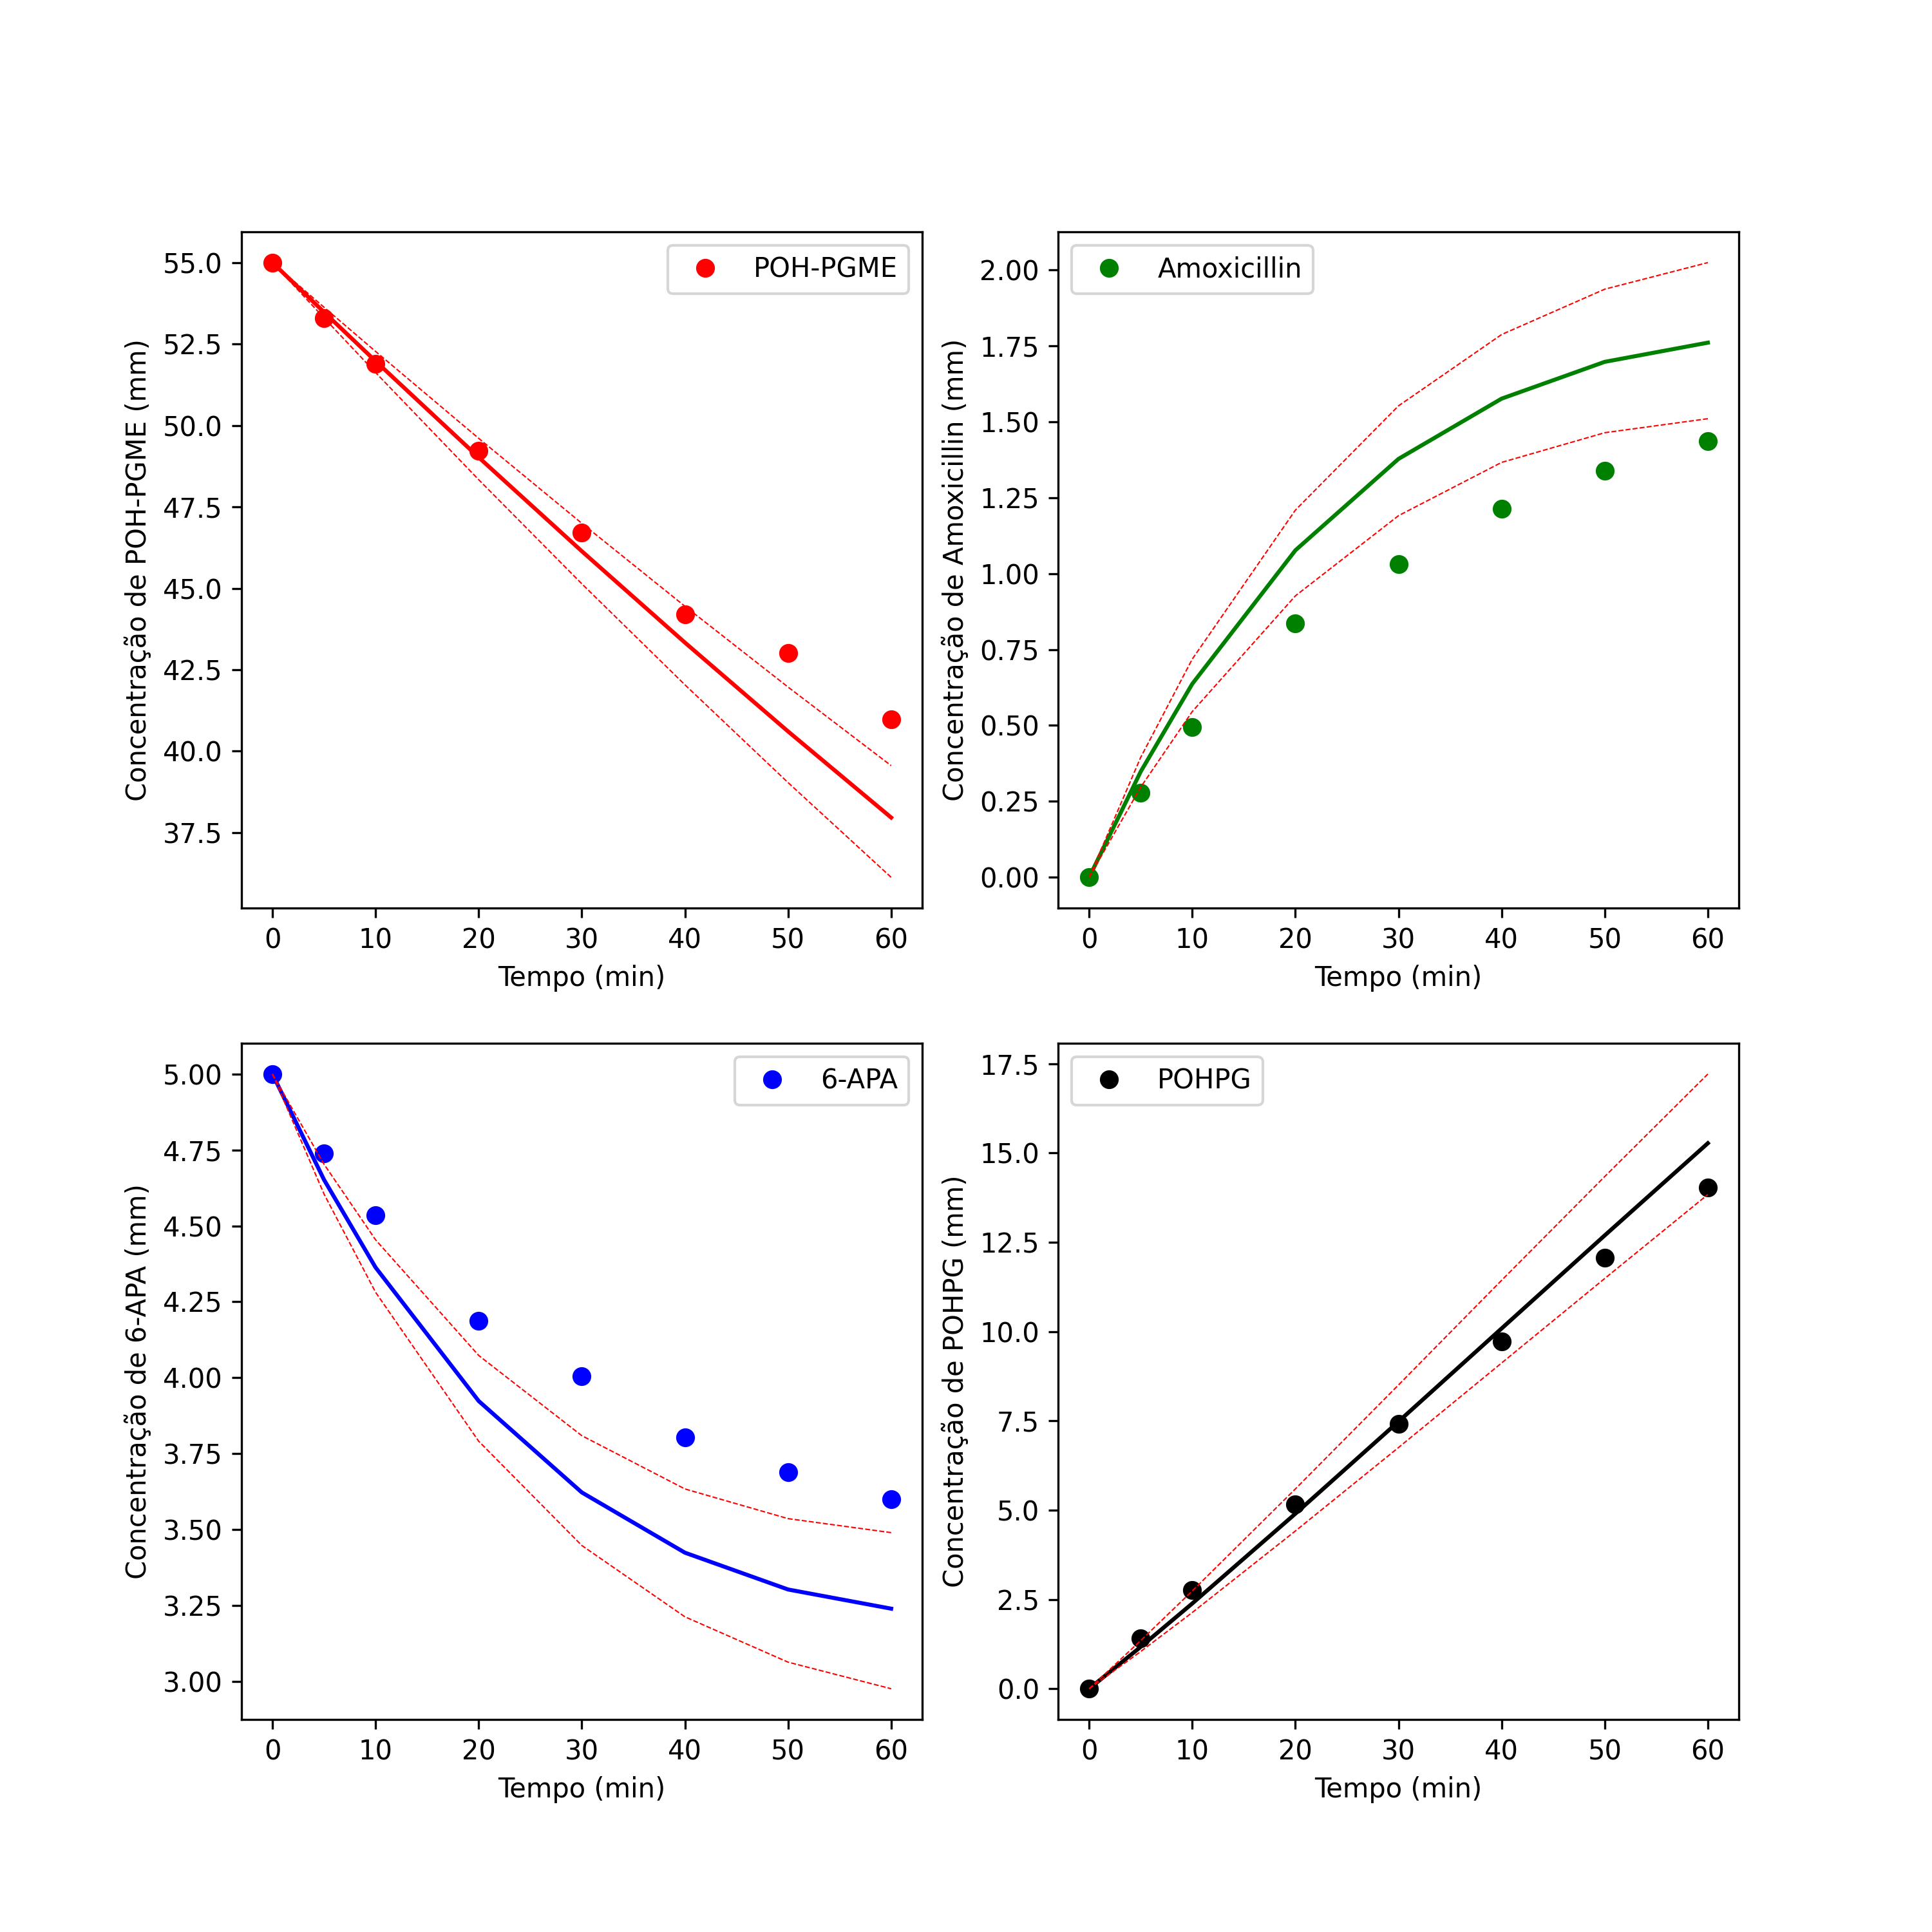 55.0
52.5
50.0
47.5
45.0
42.5
40.0
37.5
Concentração de POH-PGME (mm)
POH-PGME
0 10 20 30 40 50 60
Tempo (min)
2.00
1.75
1.50
1.25
1.00
0.75
0.50
0.25
0.00
Concentração de Amoxicillin (mm)
Amoxicillin
0 10 20 30 40 50 60
Tempo (min)
5.00
4.75
4.50
4.25
4.00
3.75
3.50
3.25
3.00
Concentração de 6-APA (mm)
6-APA
0 10 20 30 40 50 60
Tempo (min)
17.5
15.0
12.5
10.0
7.5
5.0
2.5
0.0
Concentração de POHPG (mm)
POHPG
0 10 20 30 40 50 60
Tempo (min)